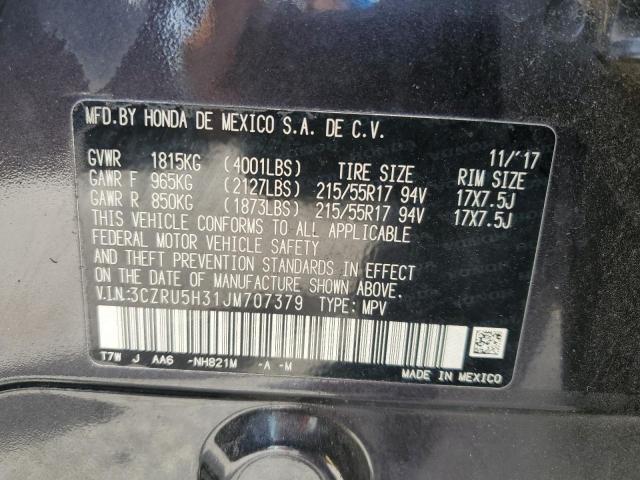 MFD.BY HONDA DE MEXICO S.A. DE C.V.
11/'17
GVWR 1815KG (4001LBS) TIRE SIZE RIM SIZE
GAWR F 965KG (2127LBS) 215/55R17 94V 17X7.5J
GAWR R 850KG (1873LBS) 215/55R17 94V 17X7.5J
THIS VEHICLE CONFORMS TO ALL APPLICABLE
FEDERAL MOTOR VEHICLE SAFETY
AND THEFT PREVENTION STANDARDS IN EFFECT
ON THE DATE OF MANUFACTURE SHOWN ABOVE.
V.I.N:3CZRU5H31JM707379 TYPE: MPV
T7W J AA6 -NH821M -A -M
MADE IN MEXICO